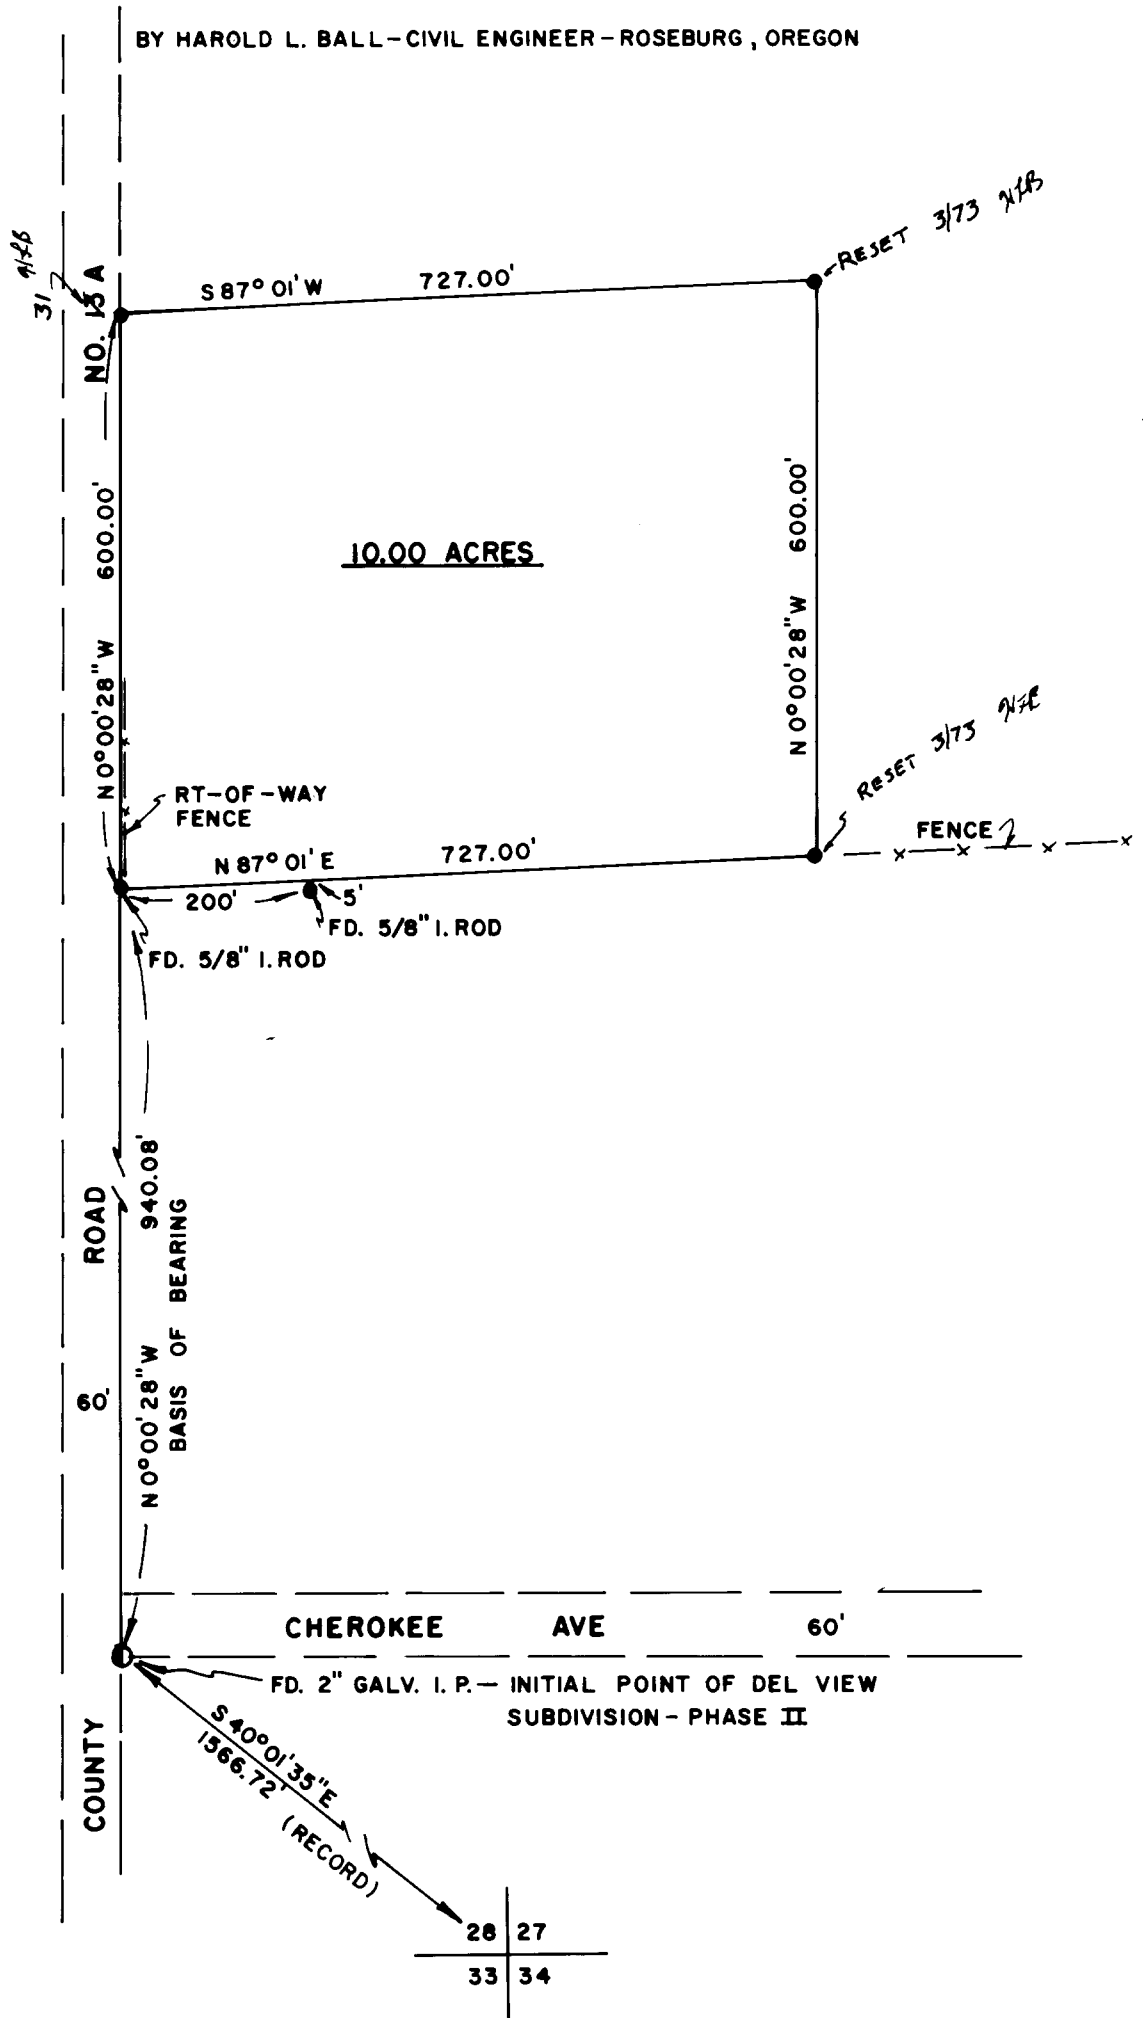 BY HAROLD L. BALL-CIVIL ENGINEER-ROSEBURG, OREGON
RESET 3/73 HLB
31 HLB
NO. 13 A
S 87° 01' W 727.00'
N 0°00'28" W 600.00'
10.00 ACRES
N 0°00'28" W 600.00'
RESET 3/73 HLB
RT-OF-WAY
FENCE
FENCE
N 87° 01' E 727.00'
200'
5'
FD. 5/8" I. ROD
FD. 5/8" I. ROD
COUNTY 60' ROAD
N 0°00'28" W 940.08'
BASIS OF BEARING
CHEROKEE AVE 60'
FD. 2" GALV. I. P. - INITIAL POINT OF DEL VIEW
SUBDIVISION - PHASE II
S 40°01'35" E
1566.72'
(RECORD)
28 27
33 34